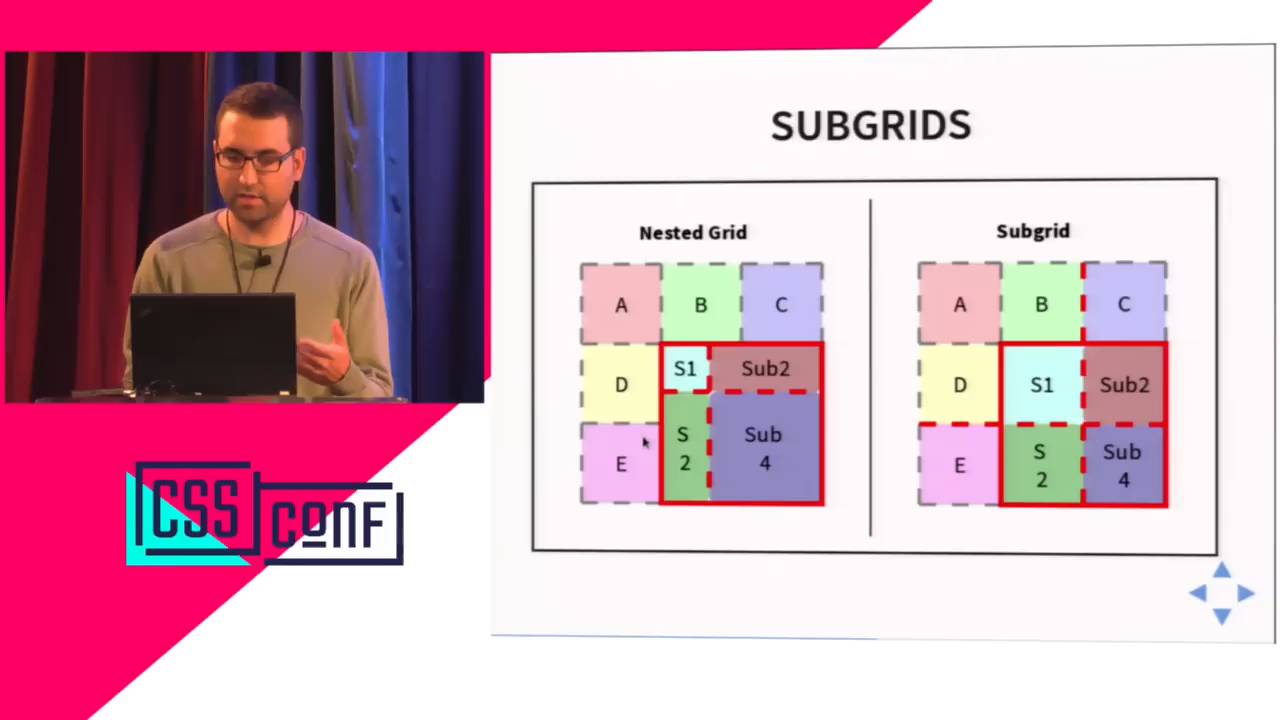 SUBGRIDS
Nested Grid
A
B
C
D
S1
Sub2
E
S
2
Sub
4
Subgrid
A
B
C
D
S1
Sub2
E
S
2
Sub
4
CSS
CONF